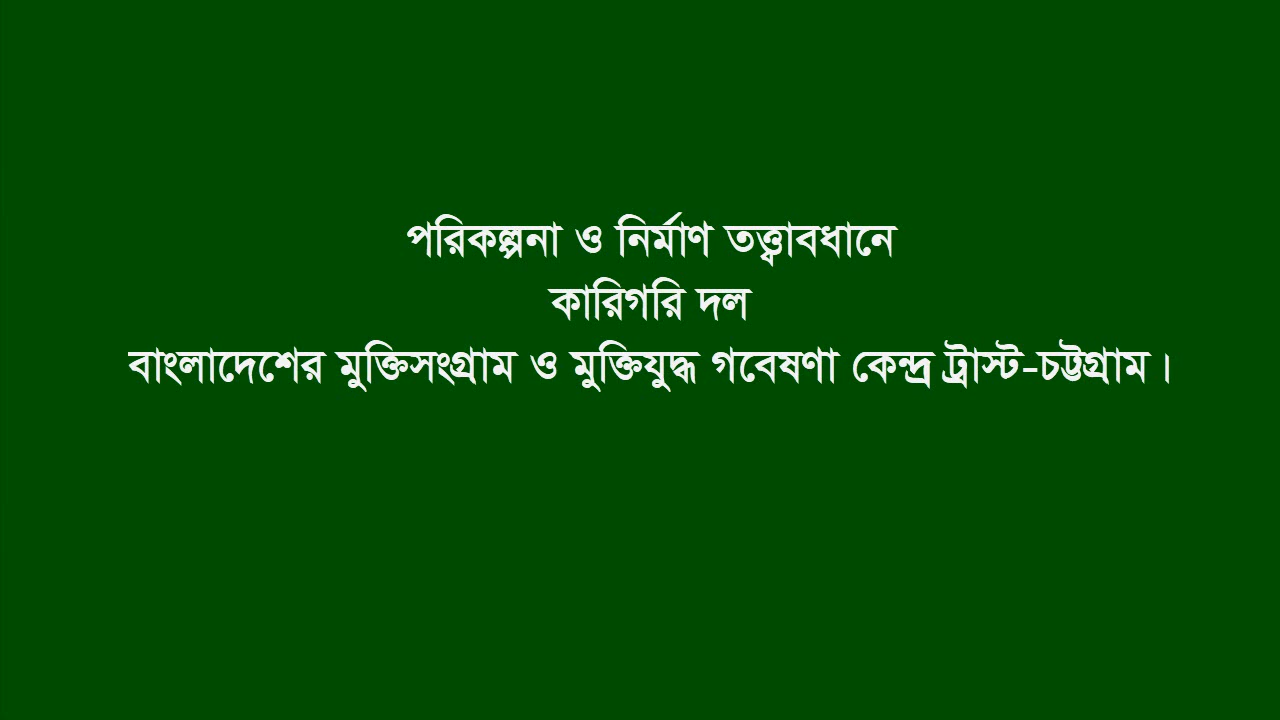 পরিকল্পনা ও নির্মাণ তত্ত্বাবধানে
কারিগরি দল
বাংলাদেশের মুক্তিসংগ্রাম ও মুক্তিযুদ্ধ গবেষণা কেন্দ্র ট্রাস্ট-চট্টগ্রাম।